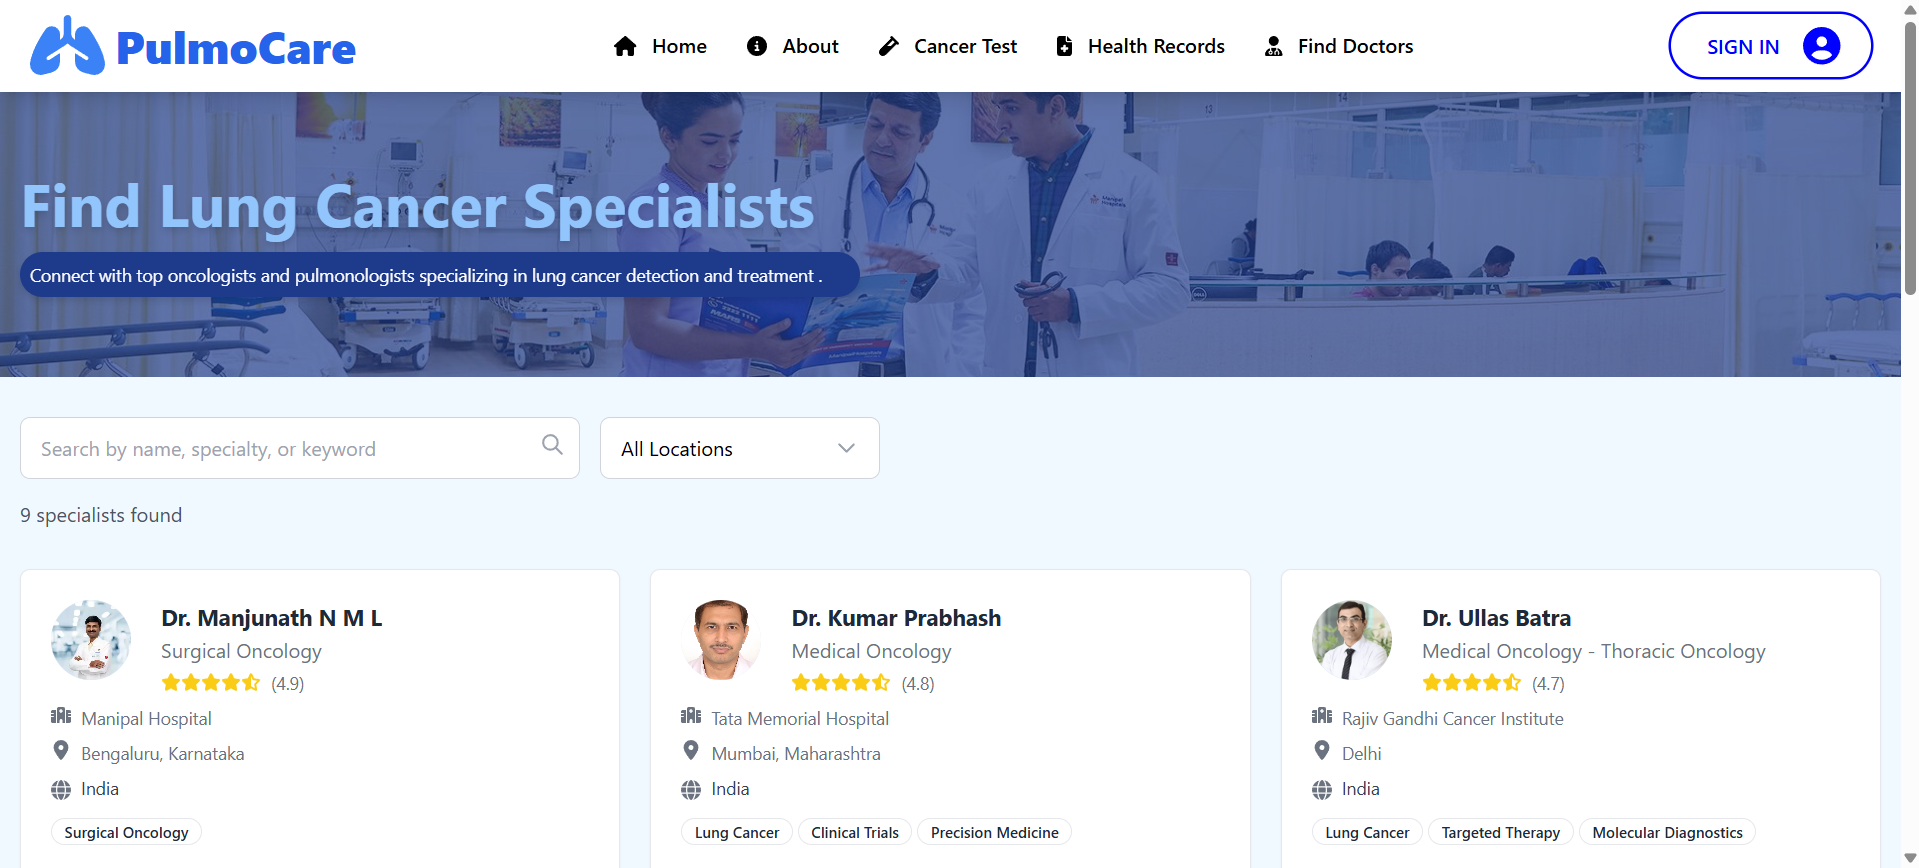 PulmoCare
Home
About
Cancer Test
Health Records
Find Doctors
SIGN IN
Find Lung Cancer Specialists
Connect with top oncologists and pulmonologists specializing in lung cancer detection and treatment .
Search by name, specialty, or keyword
All Locations
9 specialists found
Dr. Manjunath N M L
Surgical Oncology
(4.9)
Manipal Hospital
Bengaluru, Karnataka
India
Surgical Oncology
Dr. Kumar Prabhash
Medical Oncology
(4.8)
Tata Memorial Hospital
Mumbai, Maharashtra
India
Lung Cancer
Clinical Trials
Precision Medicine
Dr. Ullas Batra
Medical Oncology - Thoracic Oncology
(4.7)
Rajiv Gandhi Cancer Institute
Delhi
India
Lung Cancer
Targeted Therapy
Molecular Diagnostics